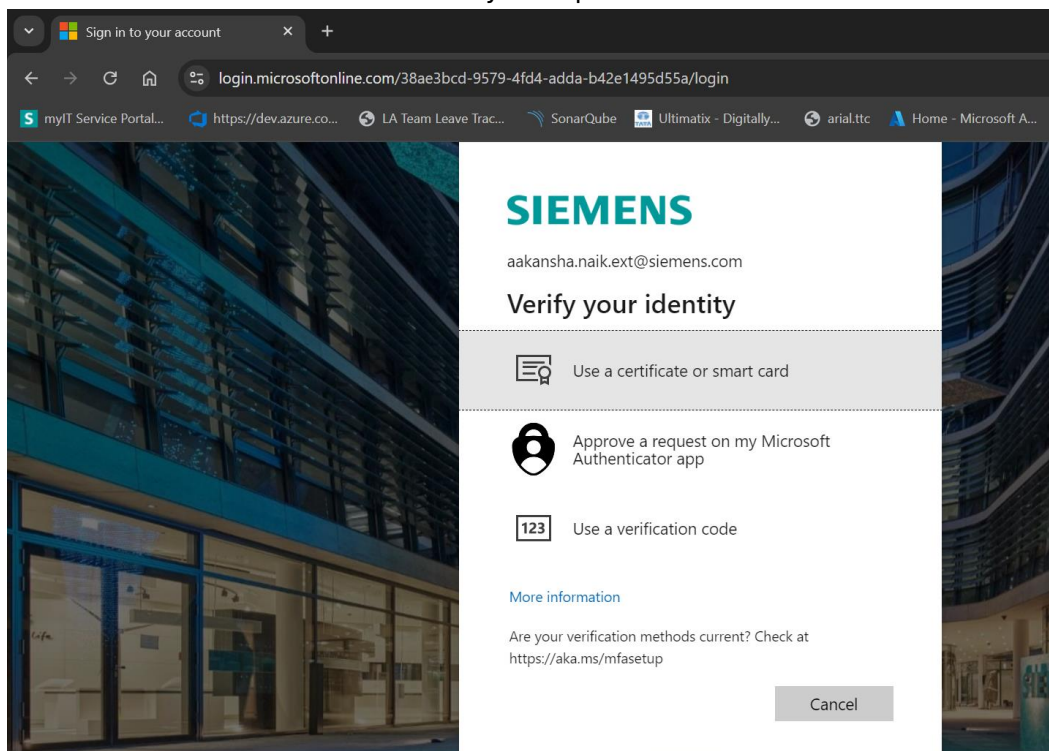 Sign in to your account
login.microsoftonline.com/38ae3bcd-9579-4fd4-adda-b42e1495d55a/login
myIT Service Portal... https://dev.azure.co... LA Team Leave Trac... SonarQube Ultimatix - Digitally... arial.ttc Home - Microsoft A...
SIEMENS
aakansha.naik.ext@siemens.com
Verify your identity
Use a certificate or smart card
Approve a request on my Microsoft
Authenticator app
123 Use a verification code
More information
Are your verification methods current? Check at
https://aka.ms/mfasetup
Cancel